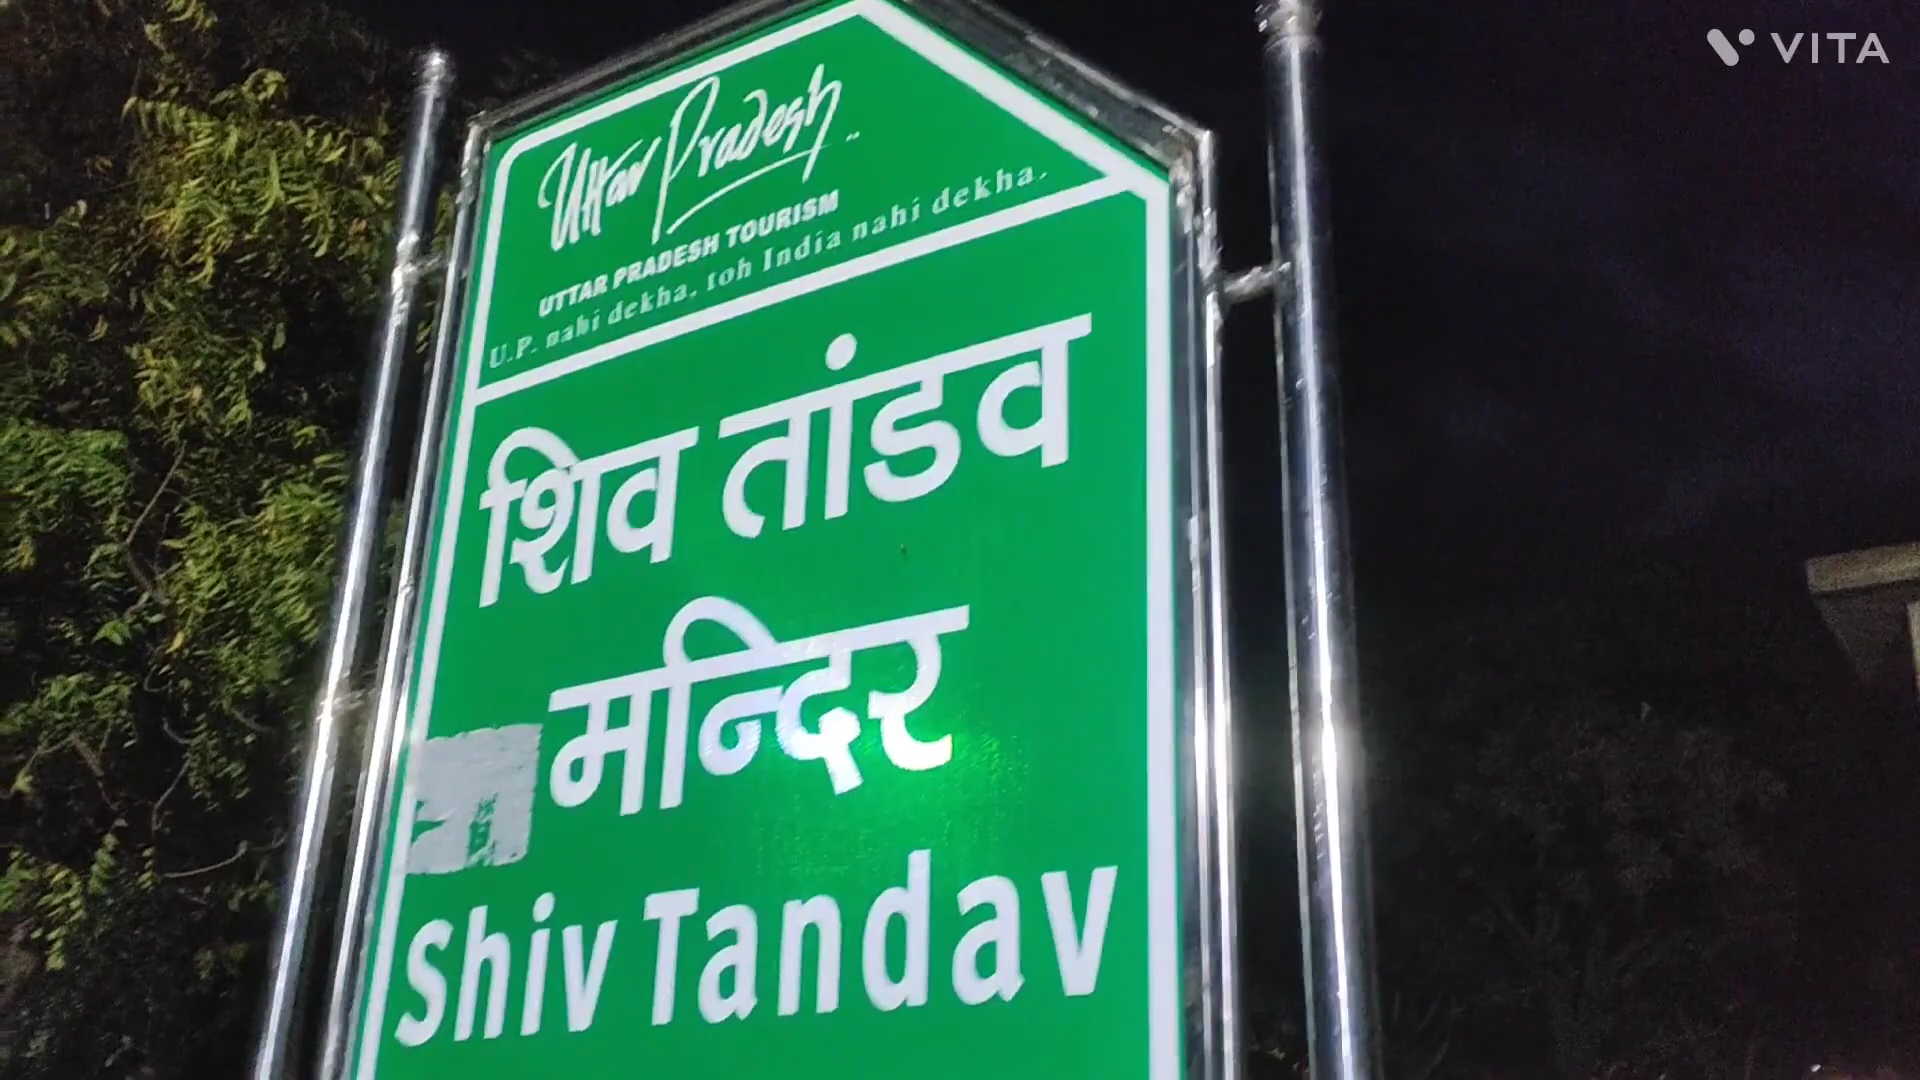 VITA
Uttar Pradesh..
UTTAR PRADESH TOURISM
U.P. nahi dekha, toh India nahi dekha.
शिव तांडव
मन्दिर
Shiv Tandav